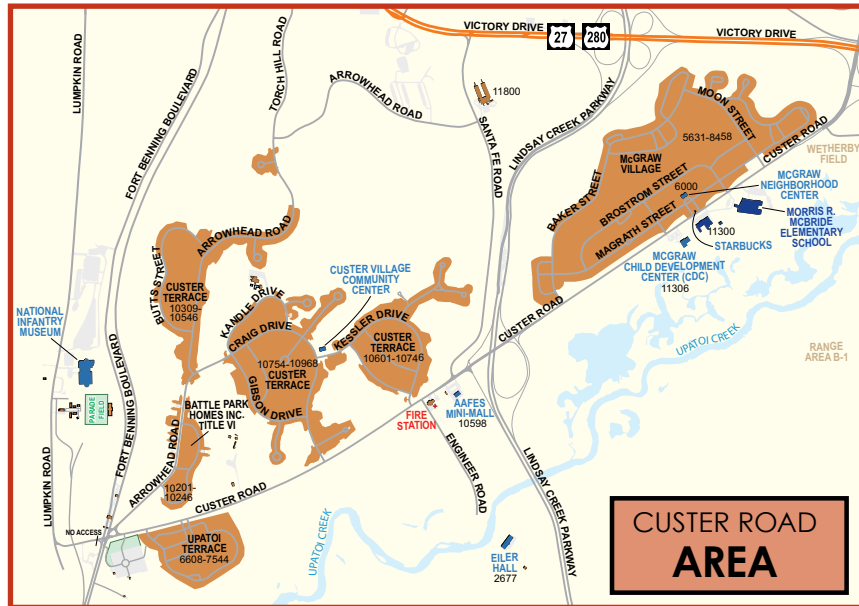 VICTORY DRIVE
27
280
VICTORY DRIVE
LUMPKIN ROAD
FORT BENNING BOULEVARD
TORCH HILL ROAD
ARROWHEAD ROAD
11800
SANTA FE ROAD
LINDSAY CREEK PARKWAY
MOON STREET
5631-8458
CUSTER ROAD
WETHERBY
FIELD
McGRAW
VILLAGE
BAKER STREET
BROSTROM STREET
6000
MAGRATH STREET
MCGRAW
NEIGHBORHOOD
CENTER
MORRIS R.
MCBRIDE
ELEMENTARY
SCHOOL
11300
STARBUCKS
MCGRAW
CHILD DEVELOPMENT
CENTER (CDC)
11306
ARROWHEAD ROAD
BUTTS STREET
CUSTER
TERRACE
10309-
10546
CUSTER VILLAGE
COMMUNITY
CENTER
KANDLE DRIVE
CRAIG DRIVE
KESSLER DRIVE
CUSTER
TERRACE
10601-10746
10754-10968
CUSTER
TERRACE
GIBSON DRIVE
CUSTER ROAD
UPATOI CREEK
RANGE
AREA B-1
NATIONAL
INFANTRY
MUSEUM
PARADE
FIELD
FORT BENNING BOULEVARD
BATTLE PARK
HOMES INC.
TITLE VI
FIRE
STATION
AAFES
MINI-MALL
10598
ENGINEER ROAD
LINDSAY CREEK PARKWAY
LUMPKIN ROAD
ARROWHEAD ROAD
10201-
10246
CUSTER ROAD
NO ACCESS
UPATOI
TERRACE
6608-7544
UPATOI CREEK
EILER
HALL
2677
CUSTER ROAD
AREA